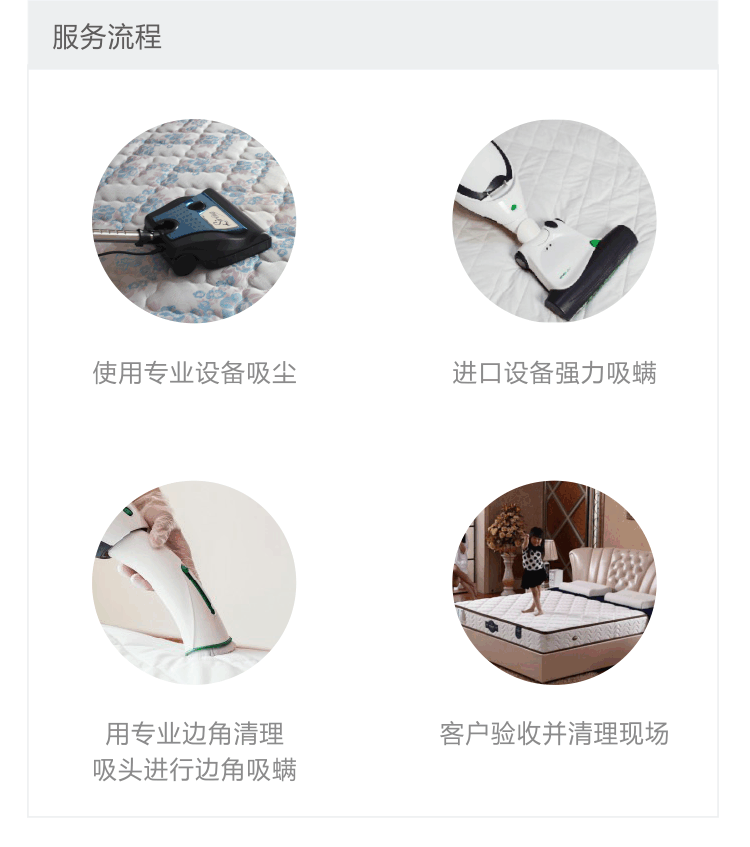 服务流程
使用专业设备吸尘
进口设备强力吸螨
用专业边角清理
吸头进行边角吸螨
客户验收并清理现场